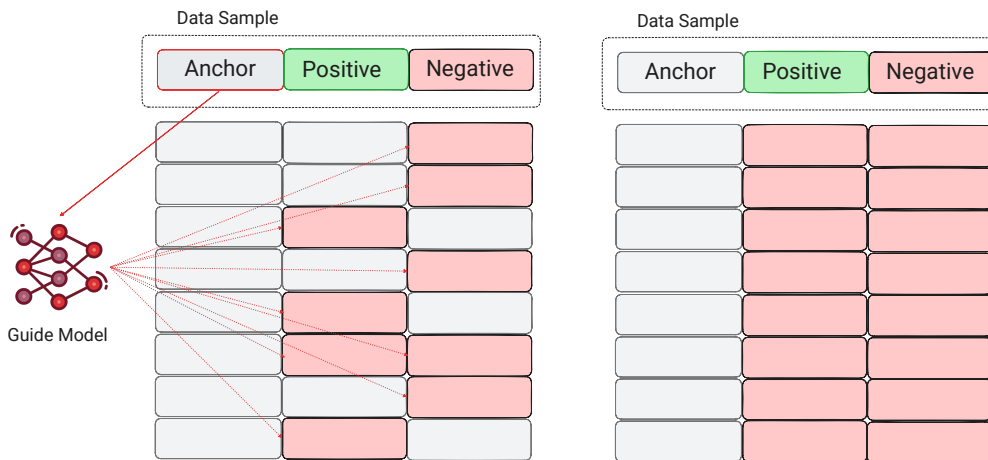 Data Sample
Anchor Positive Negative
Guide Model
Data Sample
Anchor Positive Negative